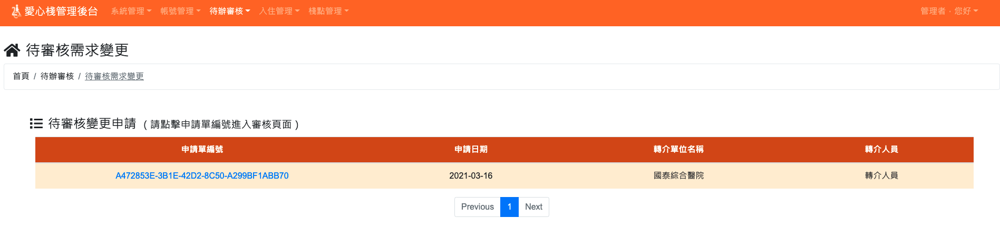 愛心棧管理後台 系統管理 帳號管理 待辦審核 入住管理 棧點管理 管理者 · 您好
待審核需求變更
首頁 / 待辦審核 / 待審核需求變更
待審核變更申請 ( 請點擊申請單編號進入審核頁面 )
申請單編號 申請日期 轉介單位名稱 轉介人員
A472853E-3B1E-42D2-8C50-A299BF1ABB70 2021-03-16 國泰綜合醫院 轉介人員
Previous 1 Next